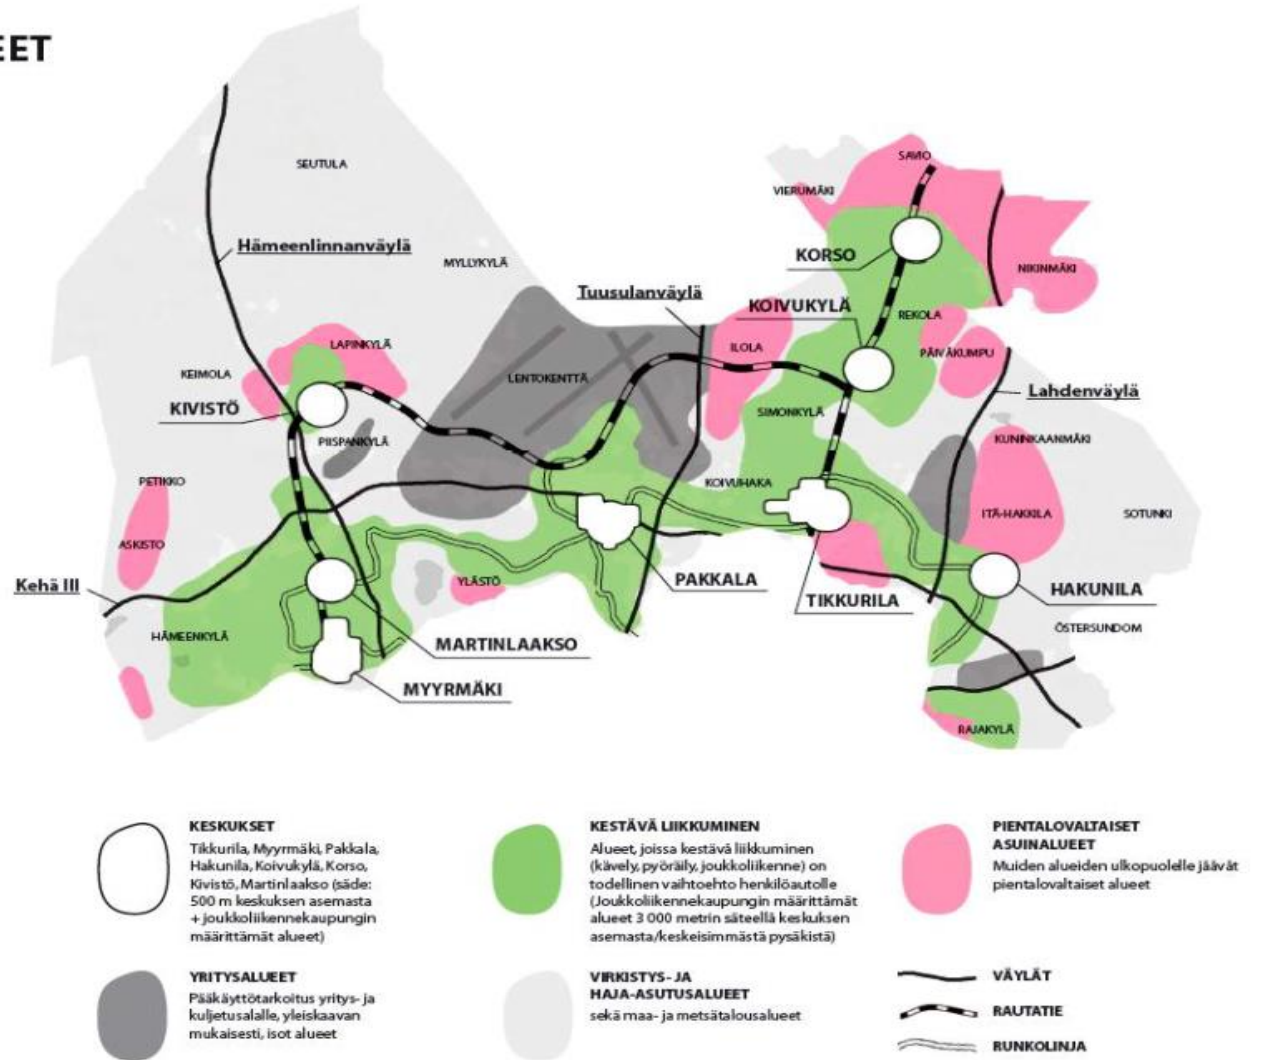 EET
SEUTULA
Hämeenlinnanväylä
MYLLYKYLÄ
Tuusulanväylä
SAVIO
VIERUMÄKI
KORSO
NIKINMÄKI
KOIVUKYLÄ
REKOLA
ILOLA
PÄIVÄKUMPU
LAPINKYLÄ
KEIMOLA
LENTOKENTTÄ
Lahdenväylä
KIVISTÖ
SIMONKYLÄ
PIISPANKYLÄ
KUNINKAANMÄKI
PETIKKO
KOIVUHAKA
ITÄ-HAKKILA
SOTUNKI
ASKISTO
Kehä III
YLÄSTÖ
PAKKALA
TIKKURILA
HAKUNILA
HÄMEENKYLÄ
MARTINLAAKSO
ÖSTERSUNDOM
MYYRMÄKI
RAJAKYLÄ
KESKUKSET
Tikkurila, Myyrmäki, Pakkala,
Hakunila, Koivukylä, Korso,
Kivistö, Martinlaakso (säde:
500 m keskuksen asemasta
+ joukkoliikennekaupungin
määrittämät alueet)
KESTÄVÄ LIIKKUMINEN
Alueet, joissa kestävä liikkuminen
(kävely, pyöräily, joukkoliikenne) on
todellinen vaihtoehto henkilöautolle
(Joukkoliikennekaupungin määrittämät
alueet 3 000 metrin säteellä keskuksen
asemasta/keskeisimmästä pysäkistä)
PIENTALOVALTAISET
ASUINALUEET
Muiden alueiden ulkopuolelle jäävät
pientalovaltaiset alueet
YRITYSALUEET
Pääkäyttötarkoitus yritys- ja
kuljetusalalle, yleiskaavan
mukaisesti, isot alueet
VIRKISTYS- JA
HAJA-ASUTUSALUEET
sekä maa- ja metsätalousalueet
VÄYLÄT
RAUTATIE
RUNKOLINJA